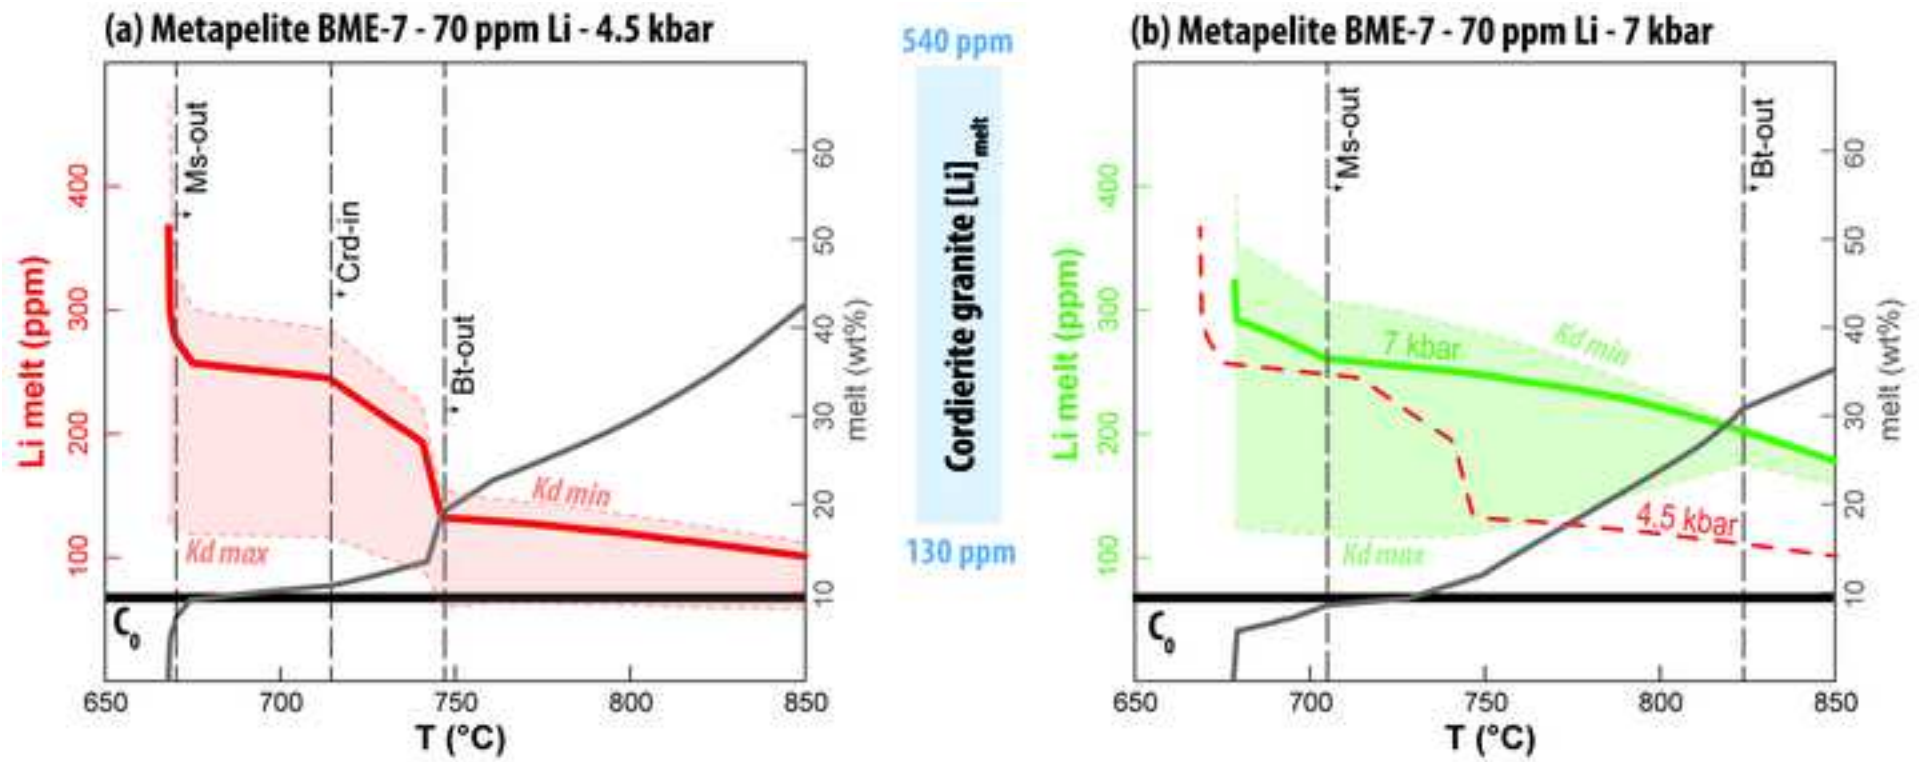 (a) Metapelite BME-7 - 70 ppm Li - 4.5 kbar
Li melt (ppm)
400
300
200
100
Ms-out
Crd-in
Bt-out
Kd min
Kd max
C0
60
50
40
30
20
10
melt (wt%)
650 700 750 800 850
T (°C)
540 ppm
Cordierite granite [Li]melt
130 ppm
(b) Metapelite BME-7 - 70 ppm Li - 7 kbar
Li melt (ppm)
400
300
200
100
Ms-out
Bt-out
7 kbar
Kd min
4.5 kbar
Kd max
C0
60
50
40
30
20
10
melt (wt%)
650 700 750 800 850
T (°C)